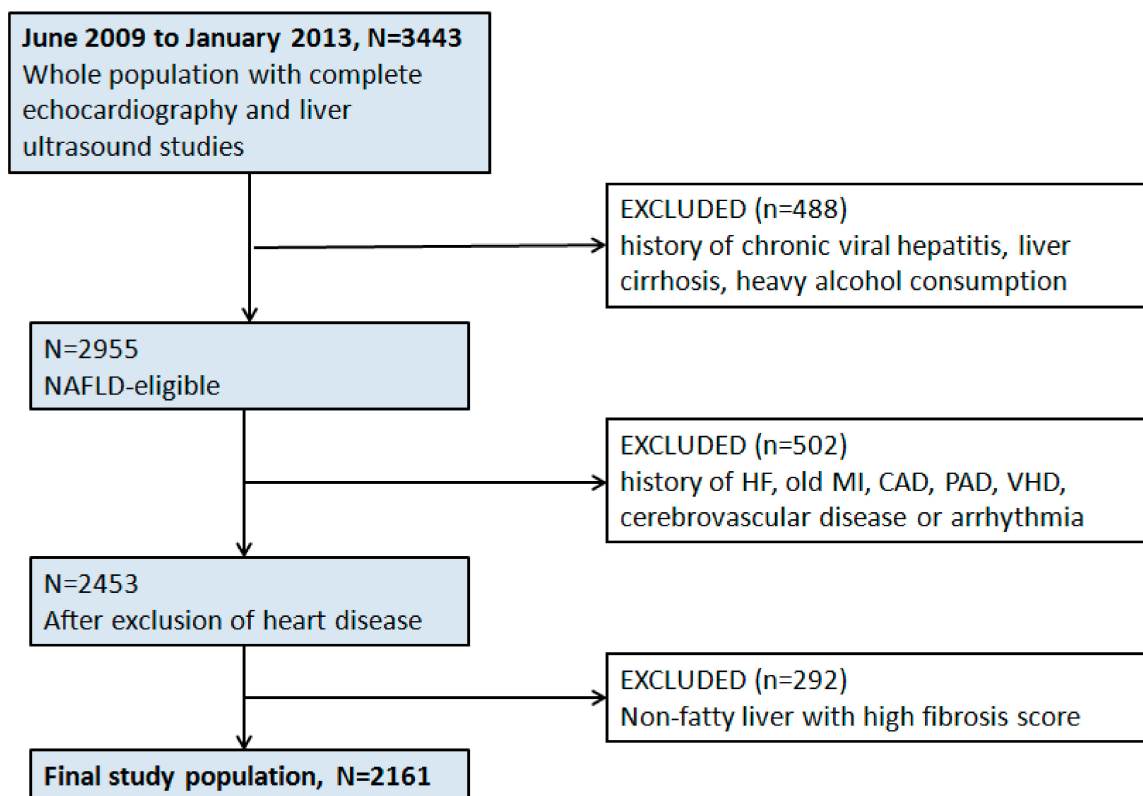 June 2009 to January 2013, N=3443
Whole population with complete
echocardiography and liver
ultrasound studies
EXCLUDED (n=488)
history of chronic viral hepatitis, liver
cirrhosis, heavy alcohol consumption
N=2955
NAFLD-eligible
EXCLUDED (n=502)
history of HF, old MI, CAD, PAD, VHD,
cerebrovascular disease or arrhythmia
N=2453
After exclusion of heart disease
EXCLUDED (n=292)
Non-fatty liver with high fibrosis score
Final study population, N=2161